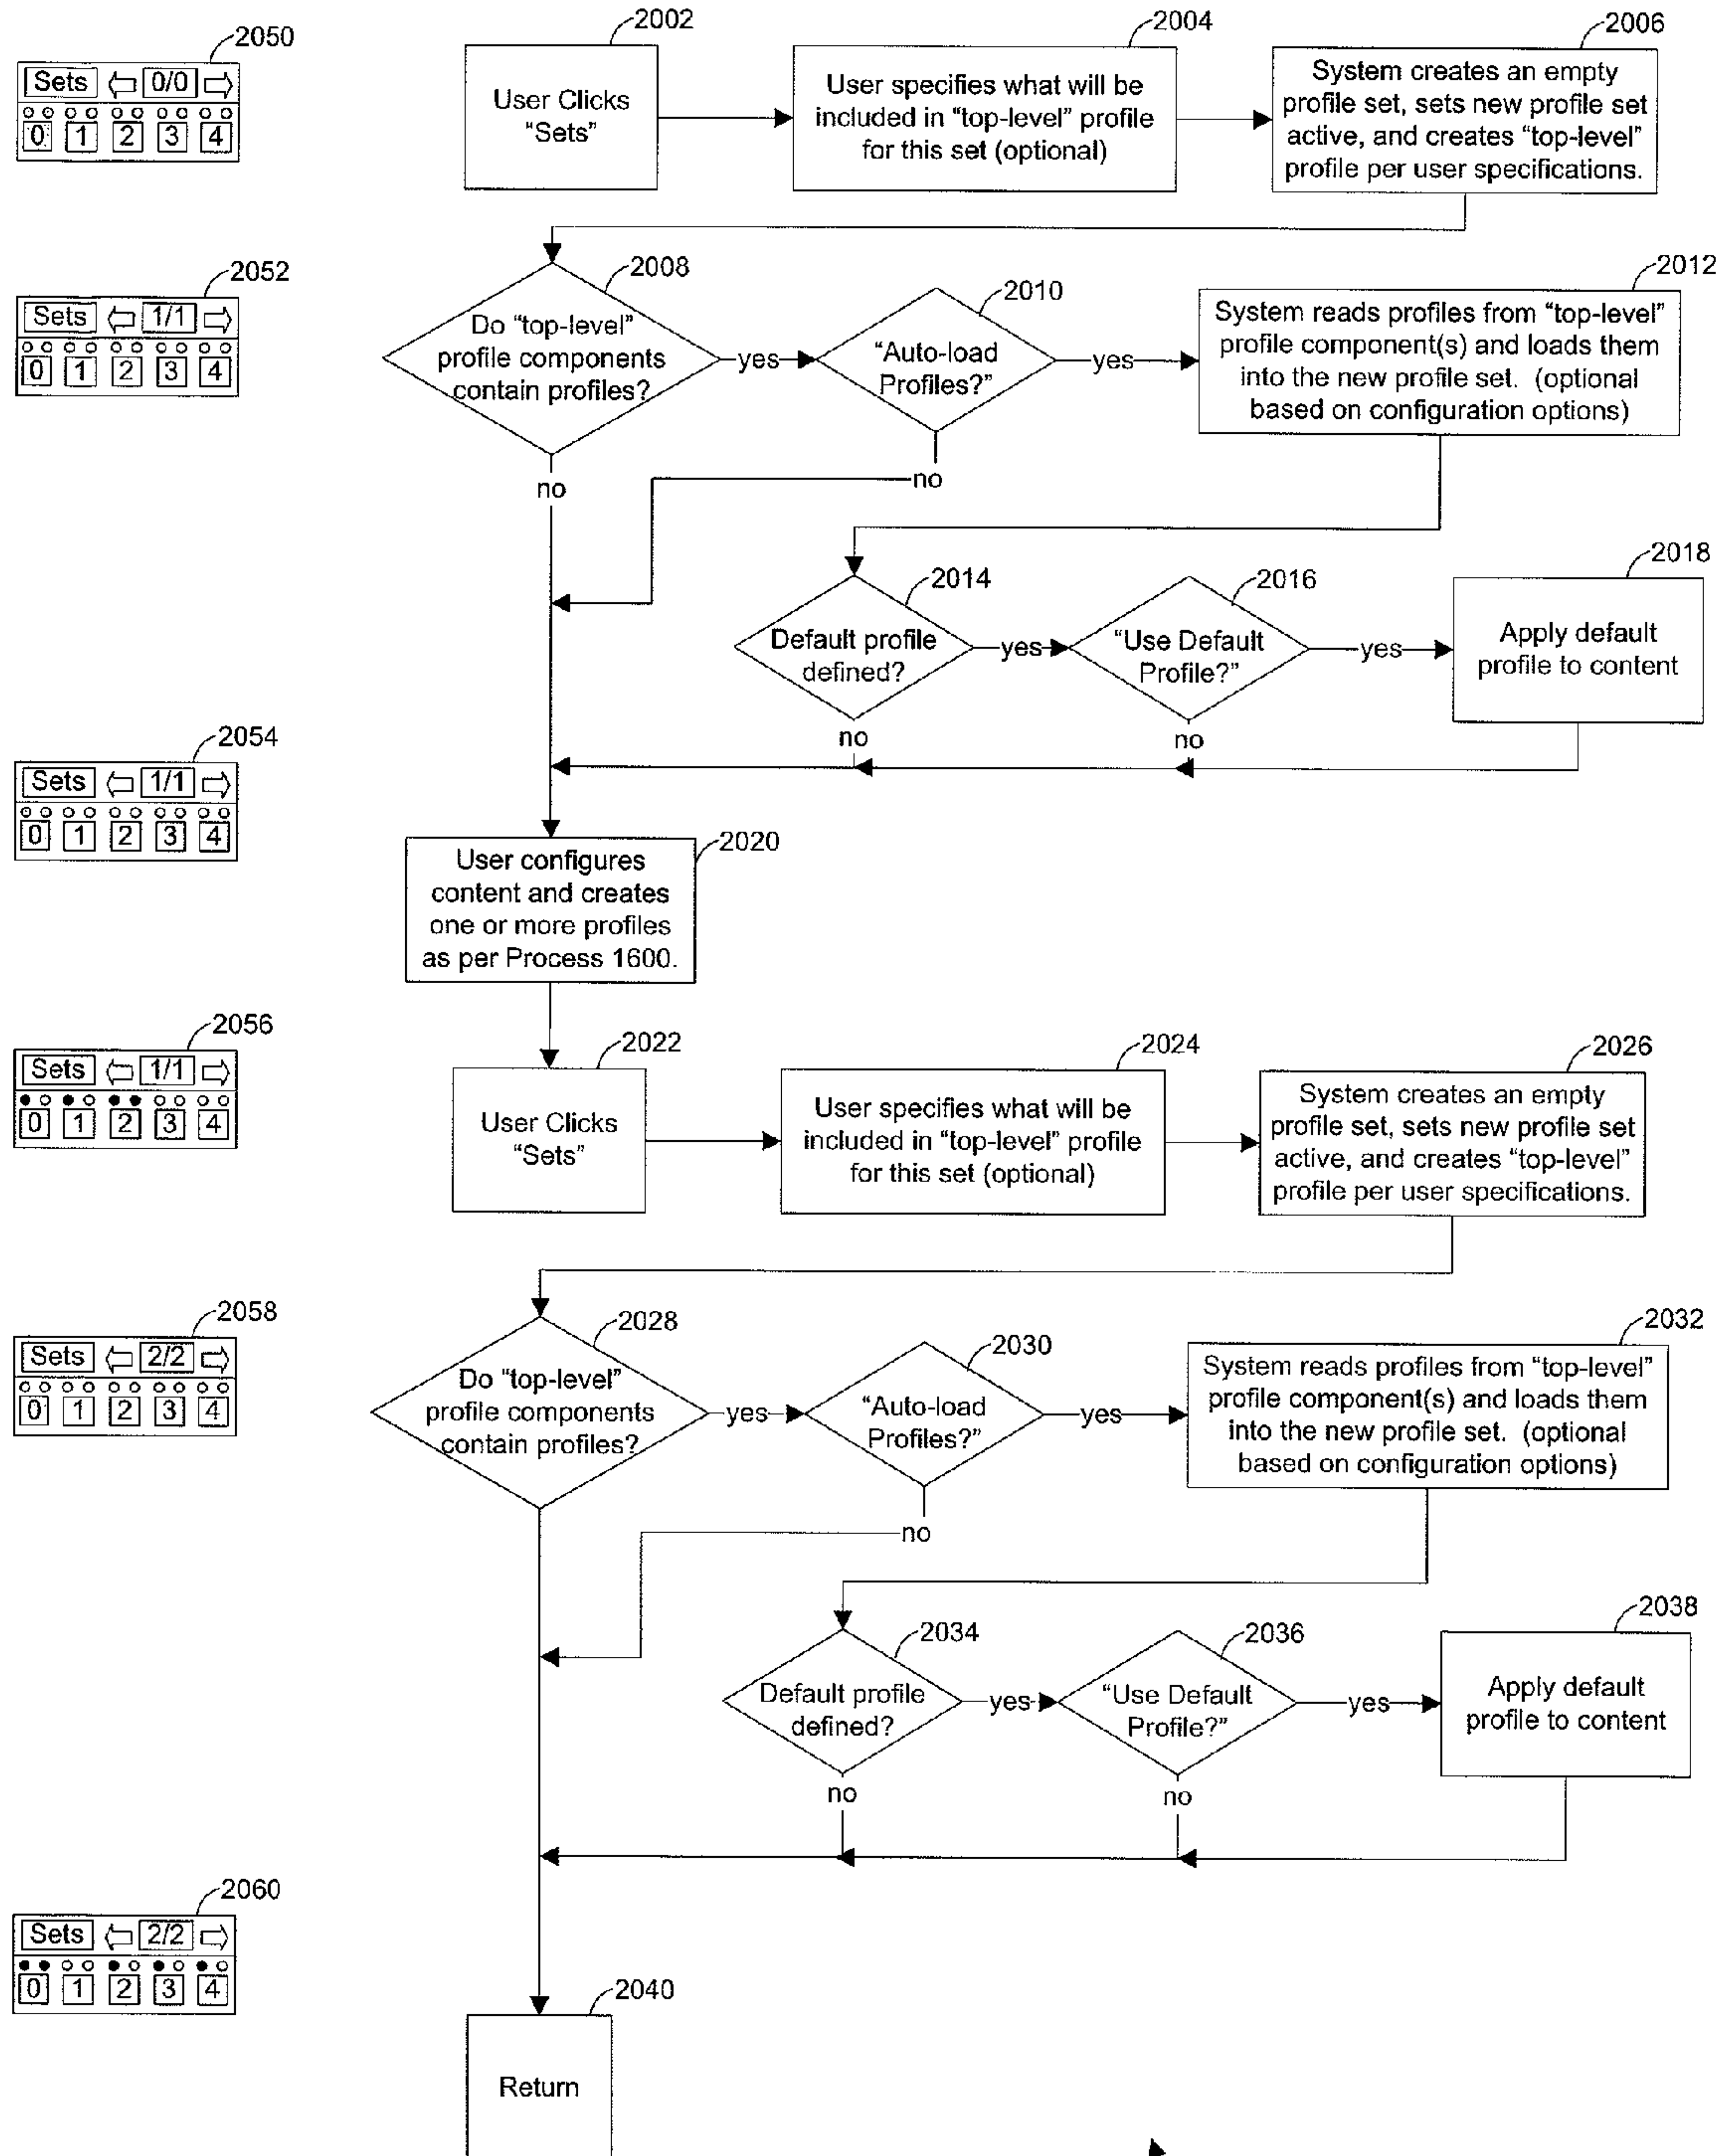 2050
Sets 0/0
0 1 2 3 4
2002
User Clicks
"Sets"
2004
User specifies what will be
included in "top-level" profile
for this set (optional)
2006
System creates an empty
profile set, sets new profile set
active, and creates "top-level"
profile per user specifications.
2052
Sets 1/1
0 1 2 3 4
2008
Do "top-level"
profile components
contain profiles?
yes
no
2010
"Auto-load
Profiles?"
yes
no
2012
System reads profiles from "top-level"
profile component(s) and loads them
into the new profile set. (optional
based on configuration options)
2014
Default profile
defined?
yes
no
2016
"Use Default
Profile?"
yes
no
2018
Apply default
profile to content
2054
Sets 1/1
0 1 2 3 4
2020
User configures
content and creates
one or more profiles
as per Process 1600.
2056
Sets 1/1
0 1 2 3 4
2022
User Clicks
"Sets"
2024
User specifies what will be
included in "top-level" profile
for this set (optional)
2026
System creates an empty
profile set, sets new profile set
active, and creates "top-level"
profile per user specifications.
2058
Sets 2/2
0 1 2 3 4
2028
Do "top-level"
profile components
contain profiles?
yes
2030
"Auto-load
Profiles?"
yes
no
2032
System reads profiles from "top-level"
profile component(s) and loads them
into the new profile set. (optional
based on configuration options)
2034
Default profile
defined?
yes
no
2036
"Use Default
Profile?"
yes
no
2038
Apply default
profile to content
2060
Sets 2/2
0 1 2 3 4
2040
Return